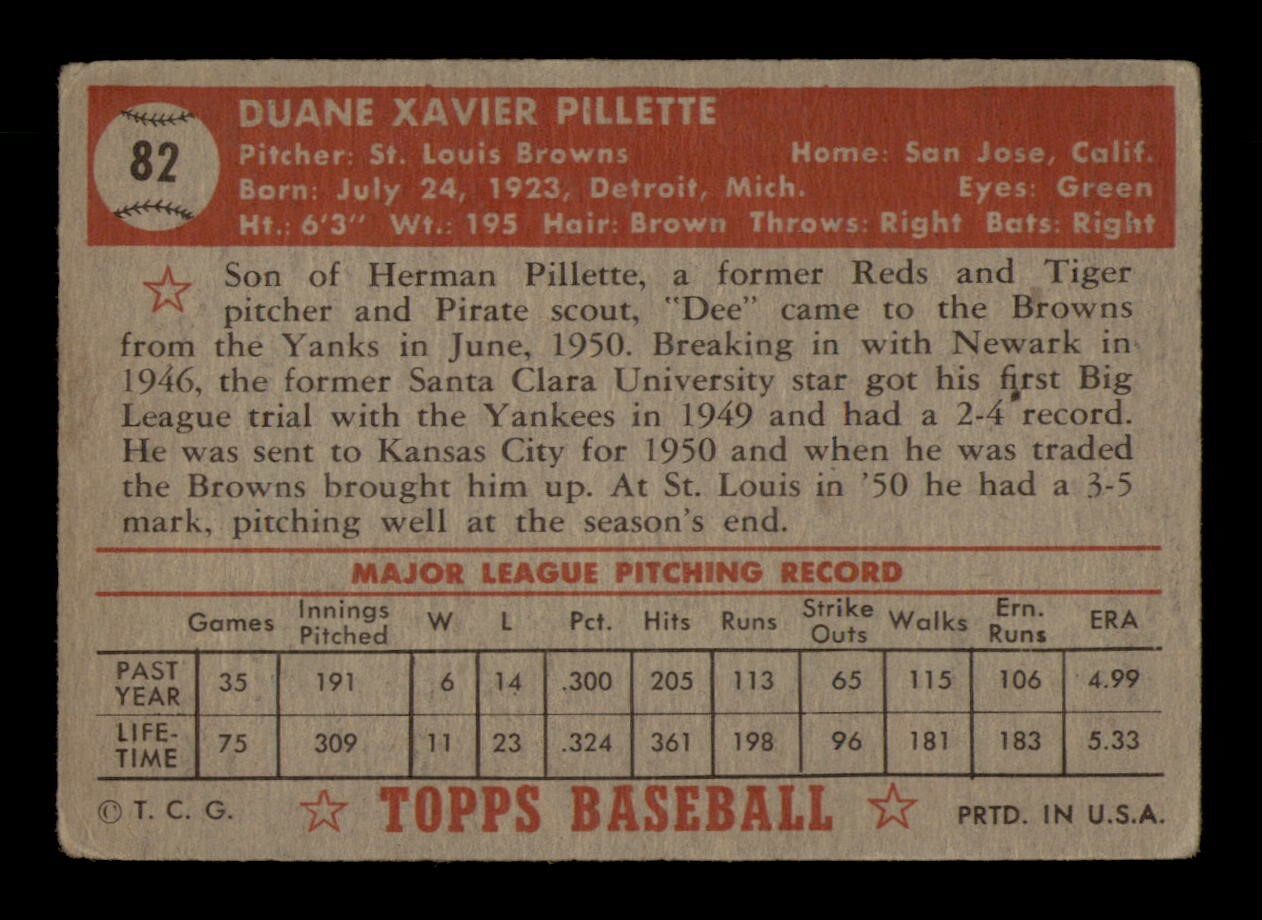 82
DUANE XAVIER PILLETTE
Pitcher: St. Louis Browns Home: San Jose, Calif.
Born: July 24, 1923, Detroit, Mich. Eyes: Green
Ht.: 6'3" Wt.: 195 Hair: Brown Throws: Right Bats: Right
Son of Herman Pillette, a former Reds and Tiger
pitcher and Pirate scout, "Dee" came to the Browns
from the Yanks in June, 1950. Breaking in with Newark in
1946, the former Santa Clara University star got his first Big
League trial with the Yankees in 1949 and had a 2-4 record.
He was sent to Kansas City for 1950 and when he was traded
the Browns brought him up. At St. Louis in '50 he had a 3-5
mark, pitching well at the season's end.
MAJOR LEAGUE PITCHING RECORD
Games Innings Pitched W L Pct. Hits Runs Strike Outs Walks Ern. Runs ERA
PAST YEAR 35 191 6 14 .300 205 113 65 115 106 4.99
LIFE-TIME 75 309 11 23 .324 361 198 96 181 183 5.33
© T. C. G. TOPPS BASEBALL PRTD. IN U.S.A.